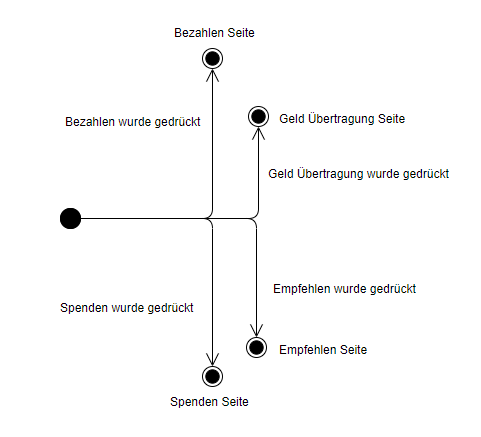 Bezahlen Seite
Geld Übertragung Seite
Bezahlen wurde gedrückt
Geld Übertragung wurde gedrückt
Empfehlen wurde gedrückt
Spenden wurde gedrückt
Empfehlen Seite
Spenden Seite